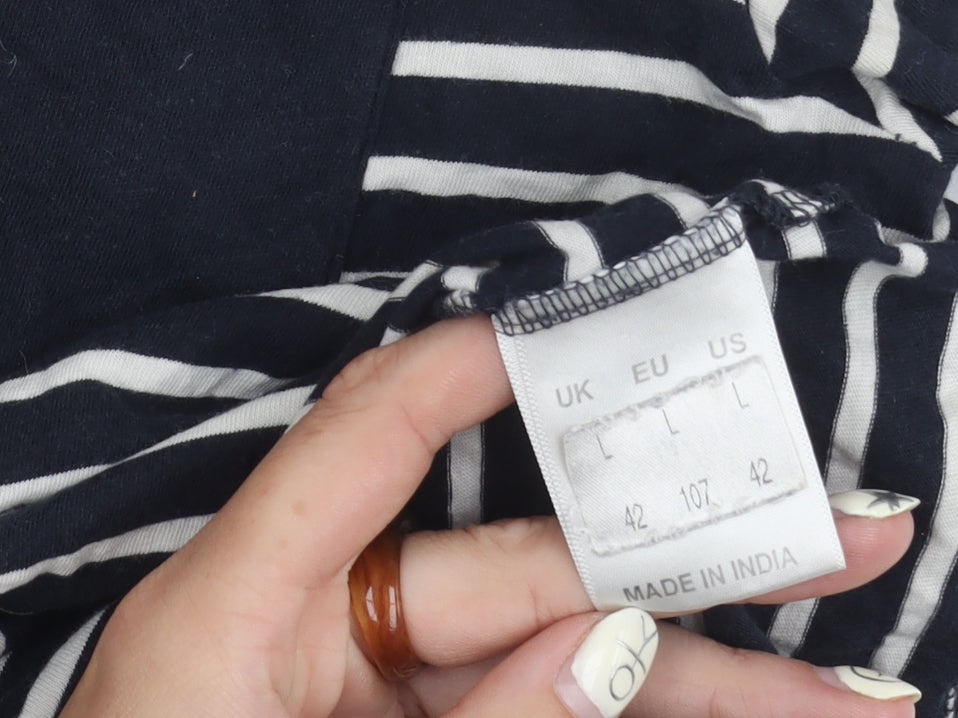 UK EU US
L L L
42 107 42
MADE IN INDIA